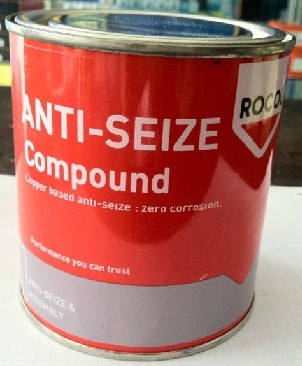 ANTI-SEIZE
ROCO
Compound
Copper based anti-seize : zero corrosion.
Performance you can trust
ANTI-SEIZE &
ASSEMBLY